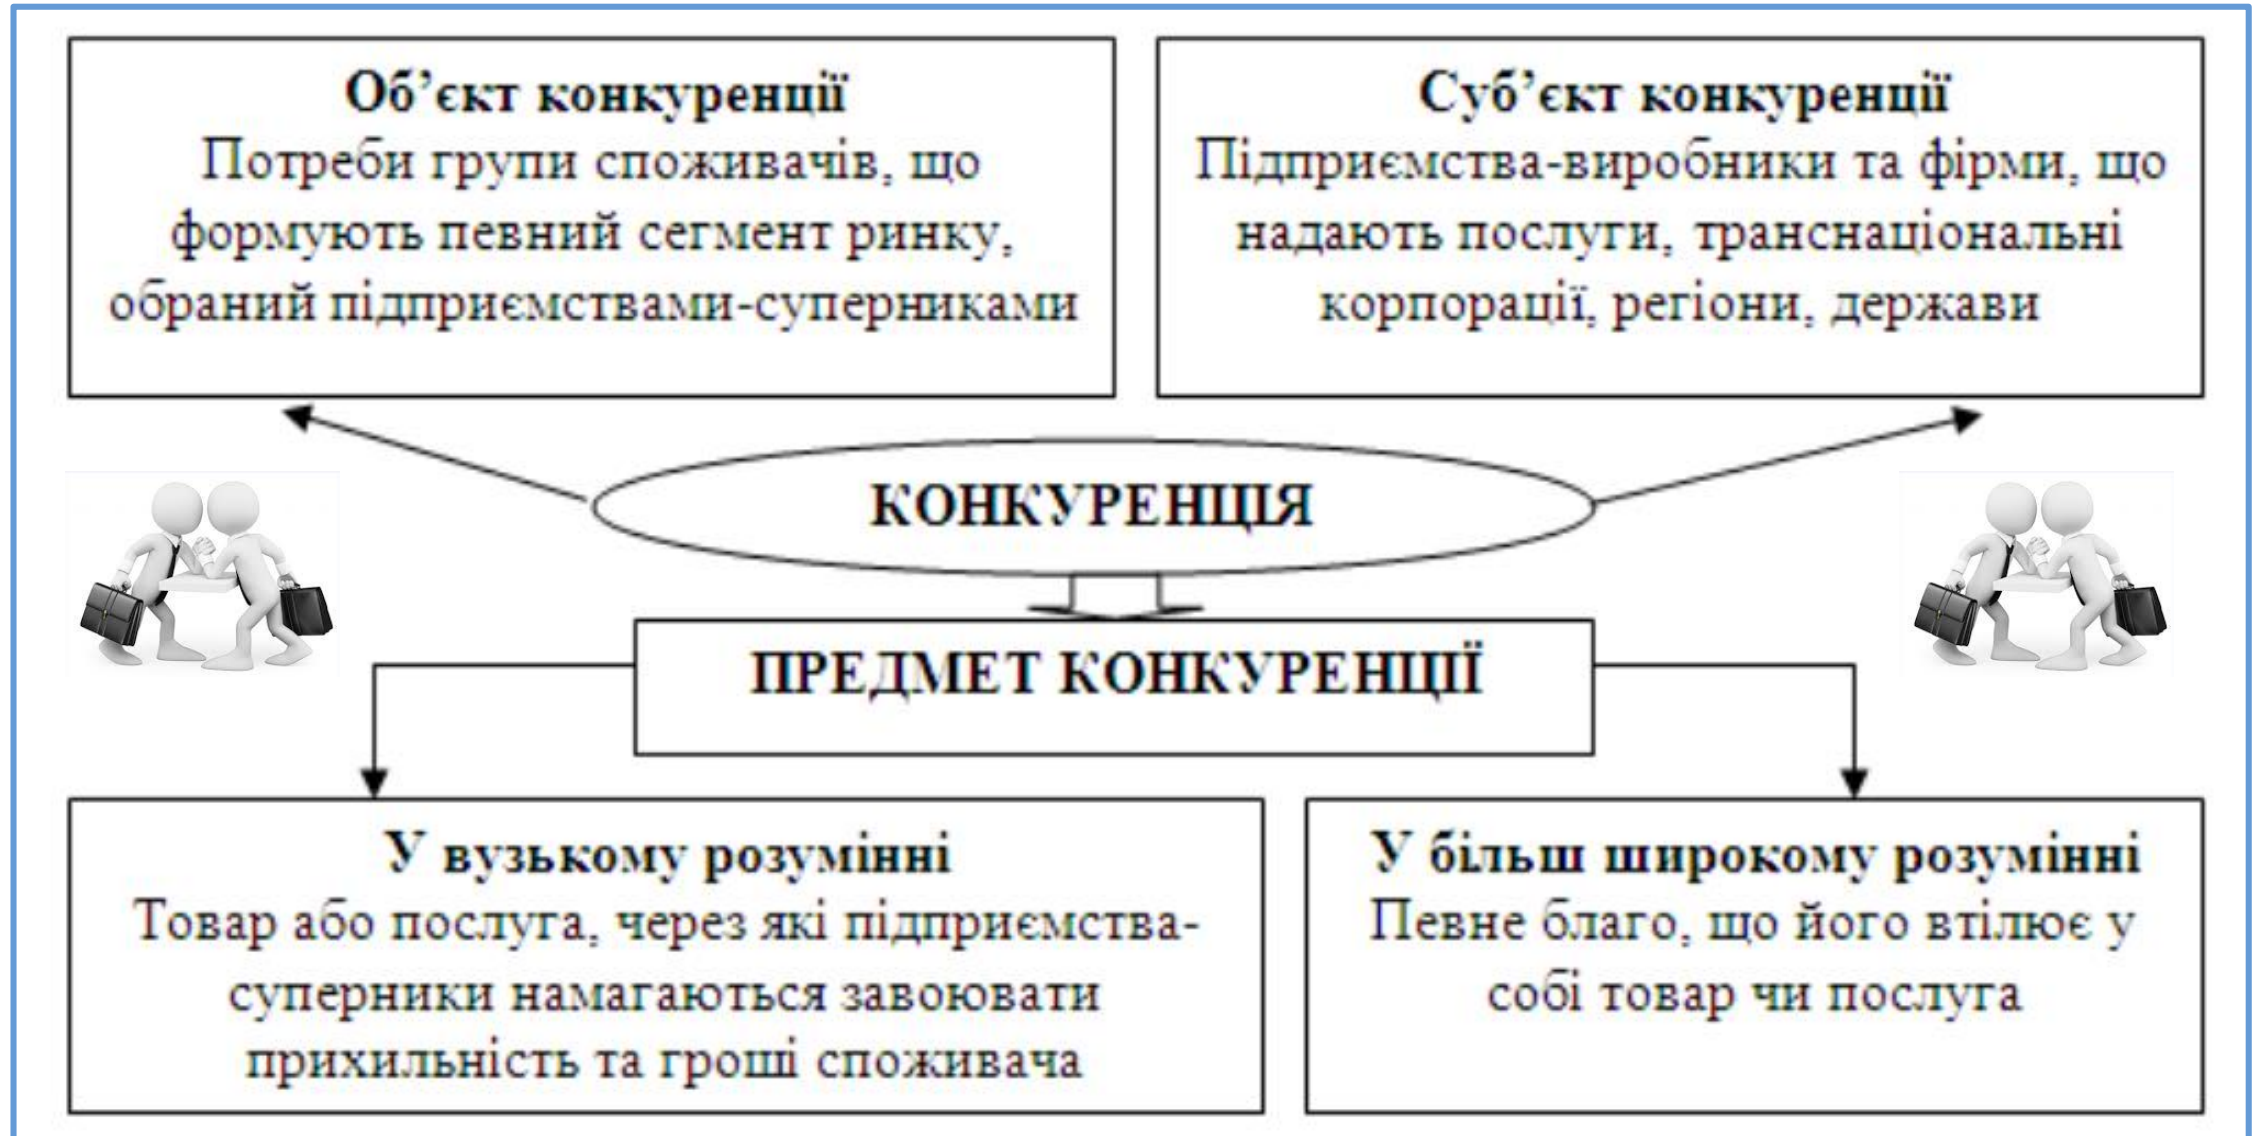 Об’єкт конкуренції
Потреби групи споживачів, що
формують певний сегмент ринку,
обраний підприємствами-суперниками
Суб’єкт конкуренції
Підприємства-виробники та фірми, що
надають послуги, транснаціональні
корпорації, регіони, держави
КОНКУРЕНЦІЯ
ПРЕДМЕТ КОНКУРЕНЦІЇ
У вузькому розумінні
Товар або послуга, через які підприємства-
суперники намагаються завоювати
прихильність та гроші споживача
У більш широкому розумінні
Певне благо, що його втілює у
собі товар чи послуга